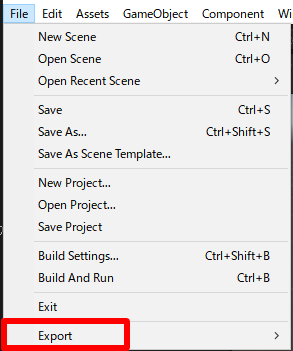 File Edit Assets GameObject Component Wi
New Scene Ctrl+N
Open Scene Ctrl+O
Open Recent Scene >
Save Ctrl+S
Save As... Ctrl+Shift+S
Save As Scene Template...
New Project...
Open Project...
Save Project
Build Settings... Ctrl+Shift+B
Build And Run Ctrl+B
Exit
Export >